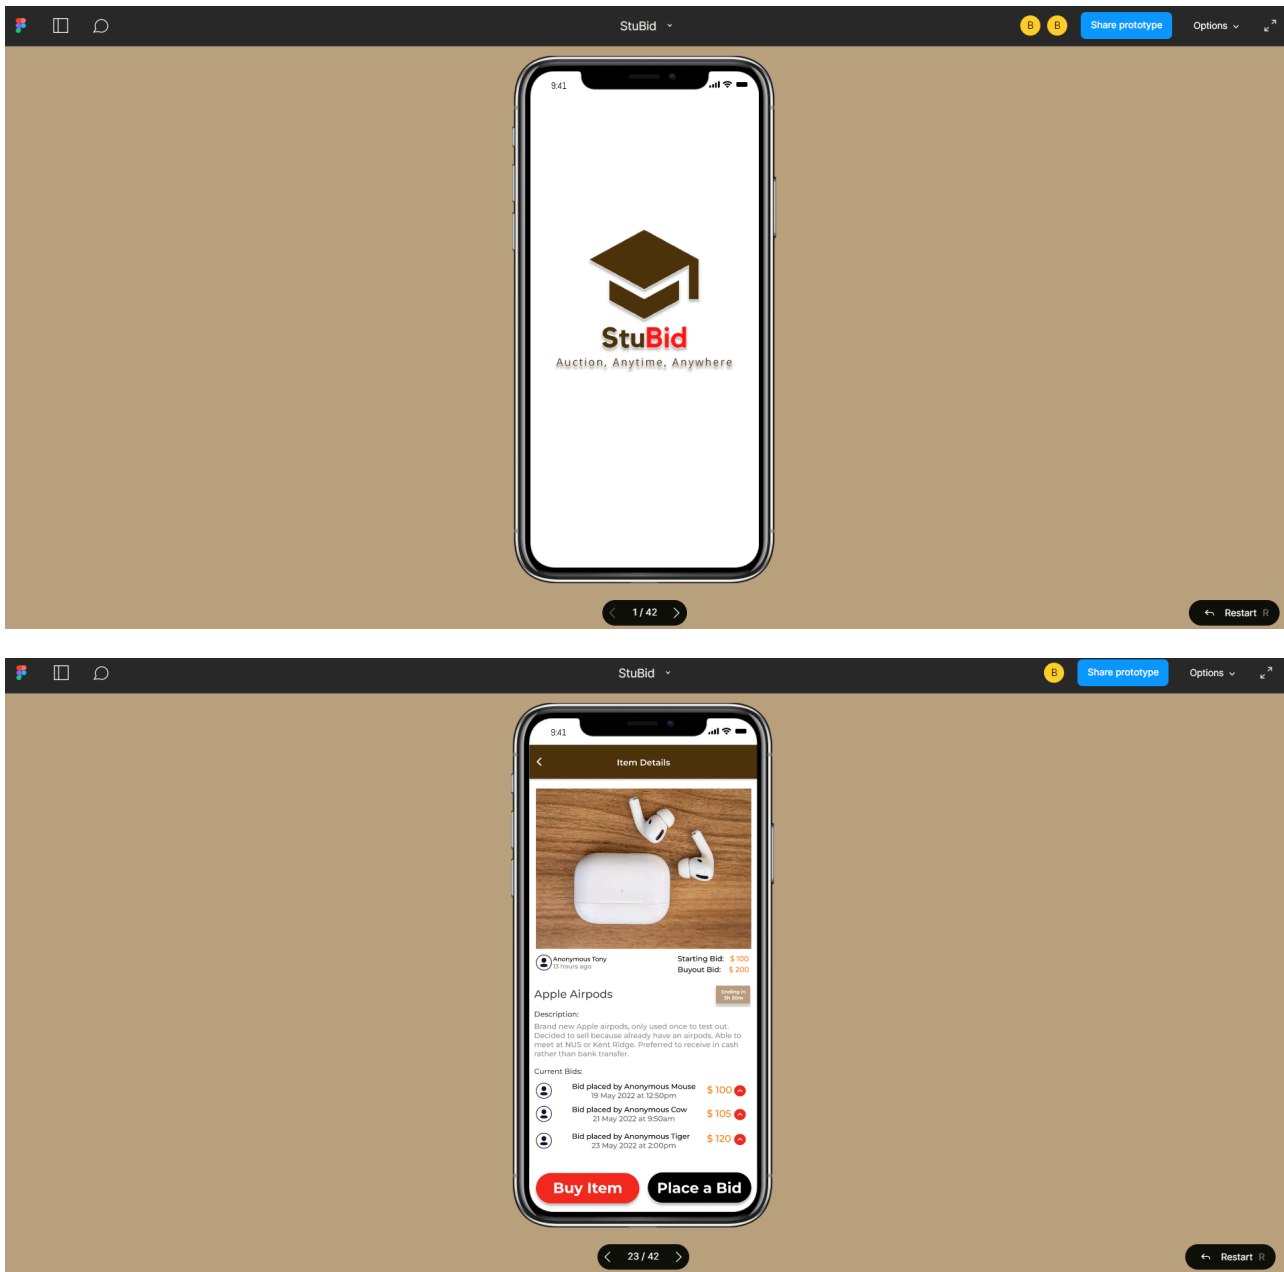 StuBid
B B
Share prototype
Options
9:41
StuBid
Auction, Anytime, Anywhere
1 / 42
Restart R
StuBid
B
Share prototype
Options
9:41
Item Details
Anonymous Tony
13 hours ago
Starting Bid: $ 100
Buyout Bid: $ 200
Apple Airpods
Ending in
3h 30m
Description:
Brand new Apple airpods, only used once to test out.
Decided to sell because already have an airpods. Able to
meet at NUS or Kent Ridge. Preferred to receive in cash
rather than bank transfer.
Current Bids:
Bid placed by Anonymous Mouse
19 May 2022 at 12:50pm
$ 100
Bid placed by Anonymous Cow
21 May 2022 at 9:50am
$ 105
Bid placed by Anonymous Tiger
23 May 2022 at 2:00pm
$ 120
Buy Item
Place a Bid
23 / 42
Restart R